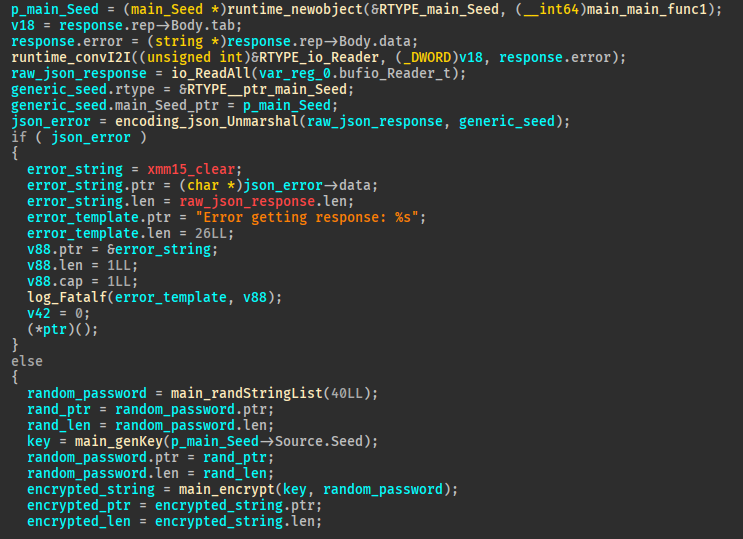 p_main_Seed = (main_Seed *)runtime_newobject(&RTYPE_main_Seed, (__int64)main_main_func1);
v18 = response.rep→Body.tab;
response.error = (string *)response.rep→Body.data;
runtime_convI2I((unsigned int)&RTYPE_io_Reader, (_DWORD)v18, response.error);
raw_json_response = io_ReadAll(var_reg_0.bufio_Reader_t);
generic_seed.rtype = &RTYPE__ptr_main_Seed;
generic_seed.main_Seed_ptr = p_main_Seed;
json_error = encoding_json_Unmarshal(raw_json_response, generic_seed);
if ( json_error )
{
  error_string = xmm15_clear;
  error_string.ptr = (char *)json_error→data;
  error_string.len = raw_json_response.len;
  error_template.ptr = "Error getting response: %s";
  error_template.len = 26LL;
  v88.ptr = &error_string;
  v88.len = 1LL;
  v88.cap = 1LL;
  log_Fatalf(error_template, v88);
  v42 = 0;
  (*ptr)();
}
else
{
  random_password = main_randStringList(40LL);
  rand_ptr = random_password.ptr;
  rand_len = random_password.len;
  key = main_genKey(p_main_Seed→Source.Seed);
  random_password.ptr = rand_ptr;
  random_password.len = rand_len;
  encrypted_string = main_encrypt(key, random_password);
  encrypted_ptr = encrypted_string.ptr;
  encrypted_len = encrypted_string.len;